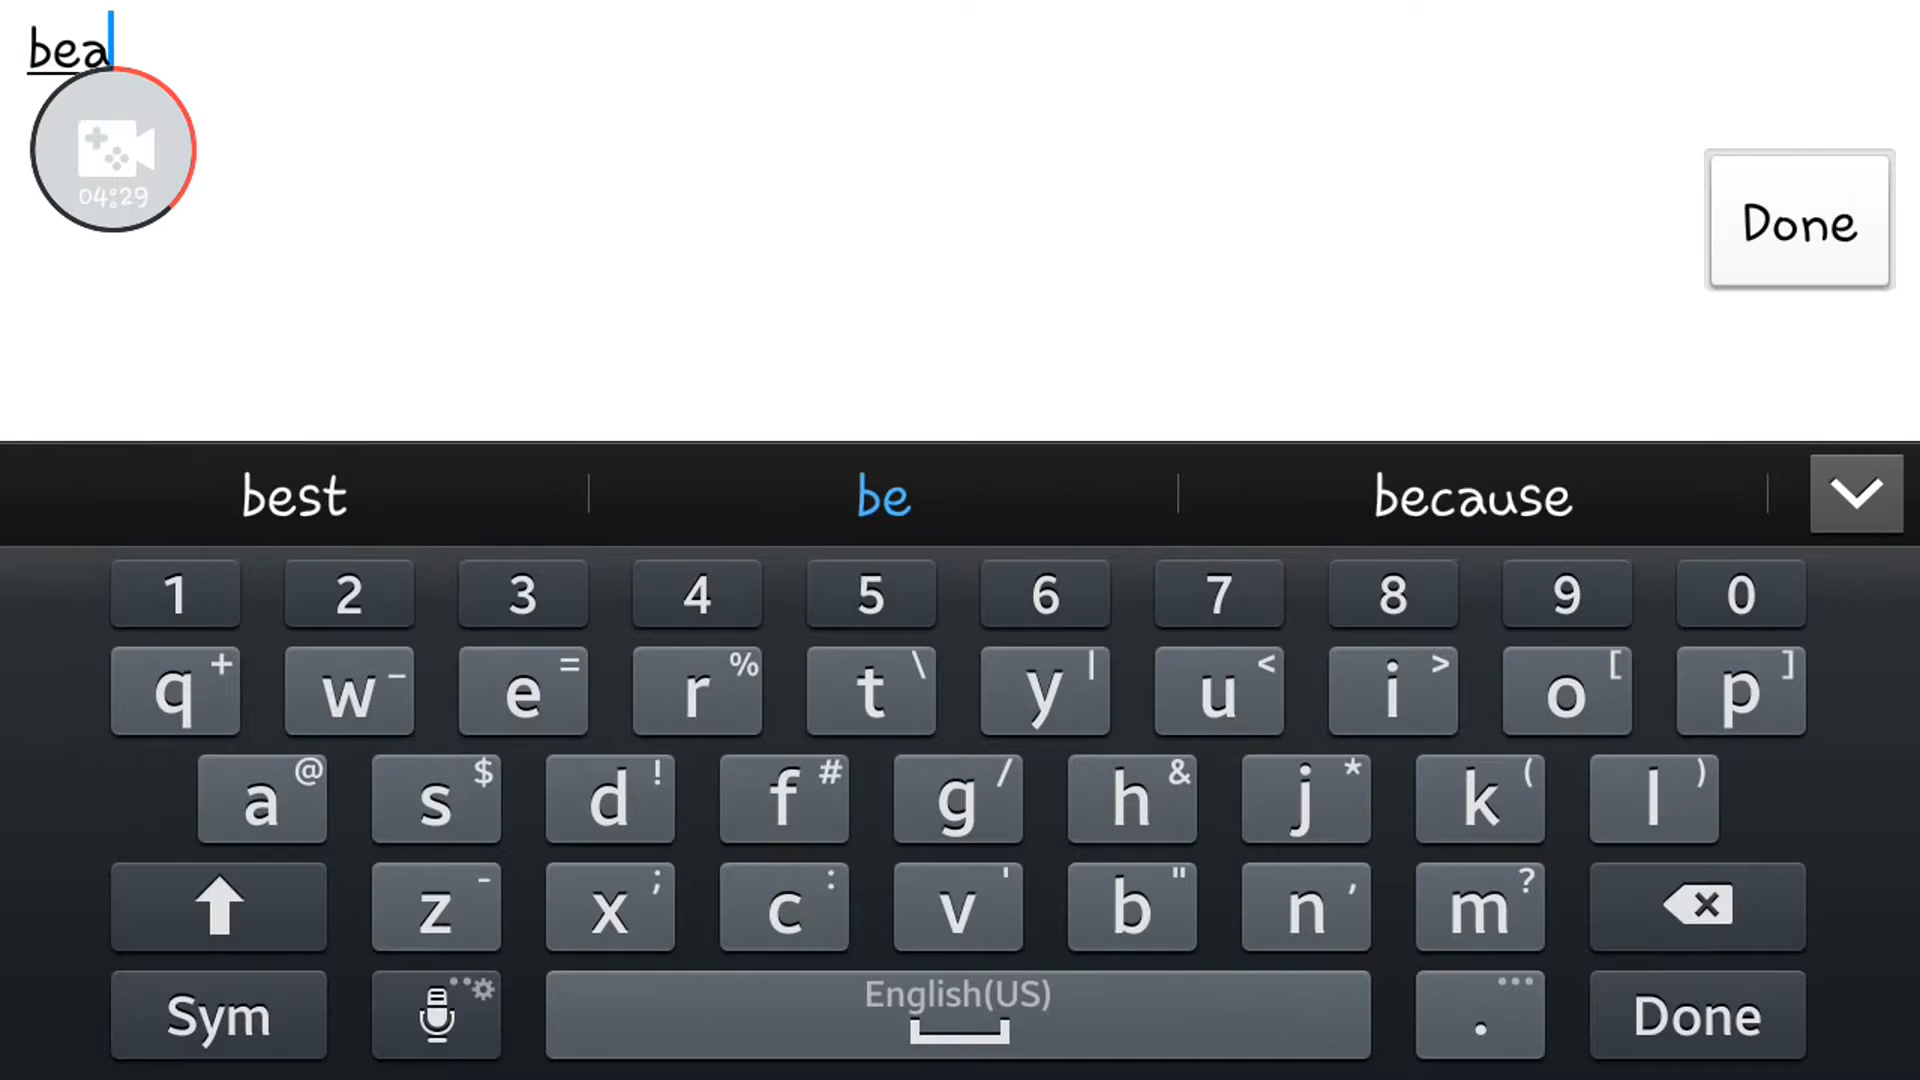 bea
04:29
Done
best be because
1 2 3 4 5 6 7 8 9 0
q + w _ e = r % t \ y | u < i > o [ p ]
a @ s $ d ! f # g / h & j * k ( l )
z - x ; c : v ' b " n , m ?
Sym English(US) . ... Done